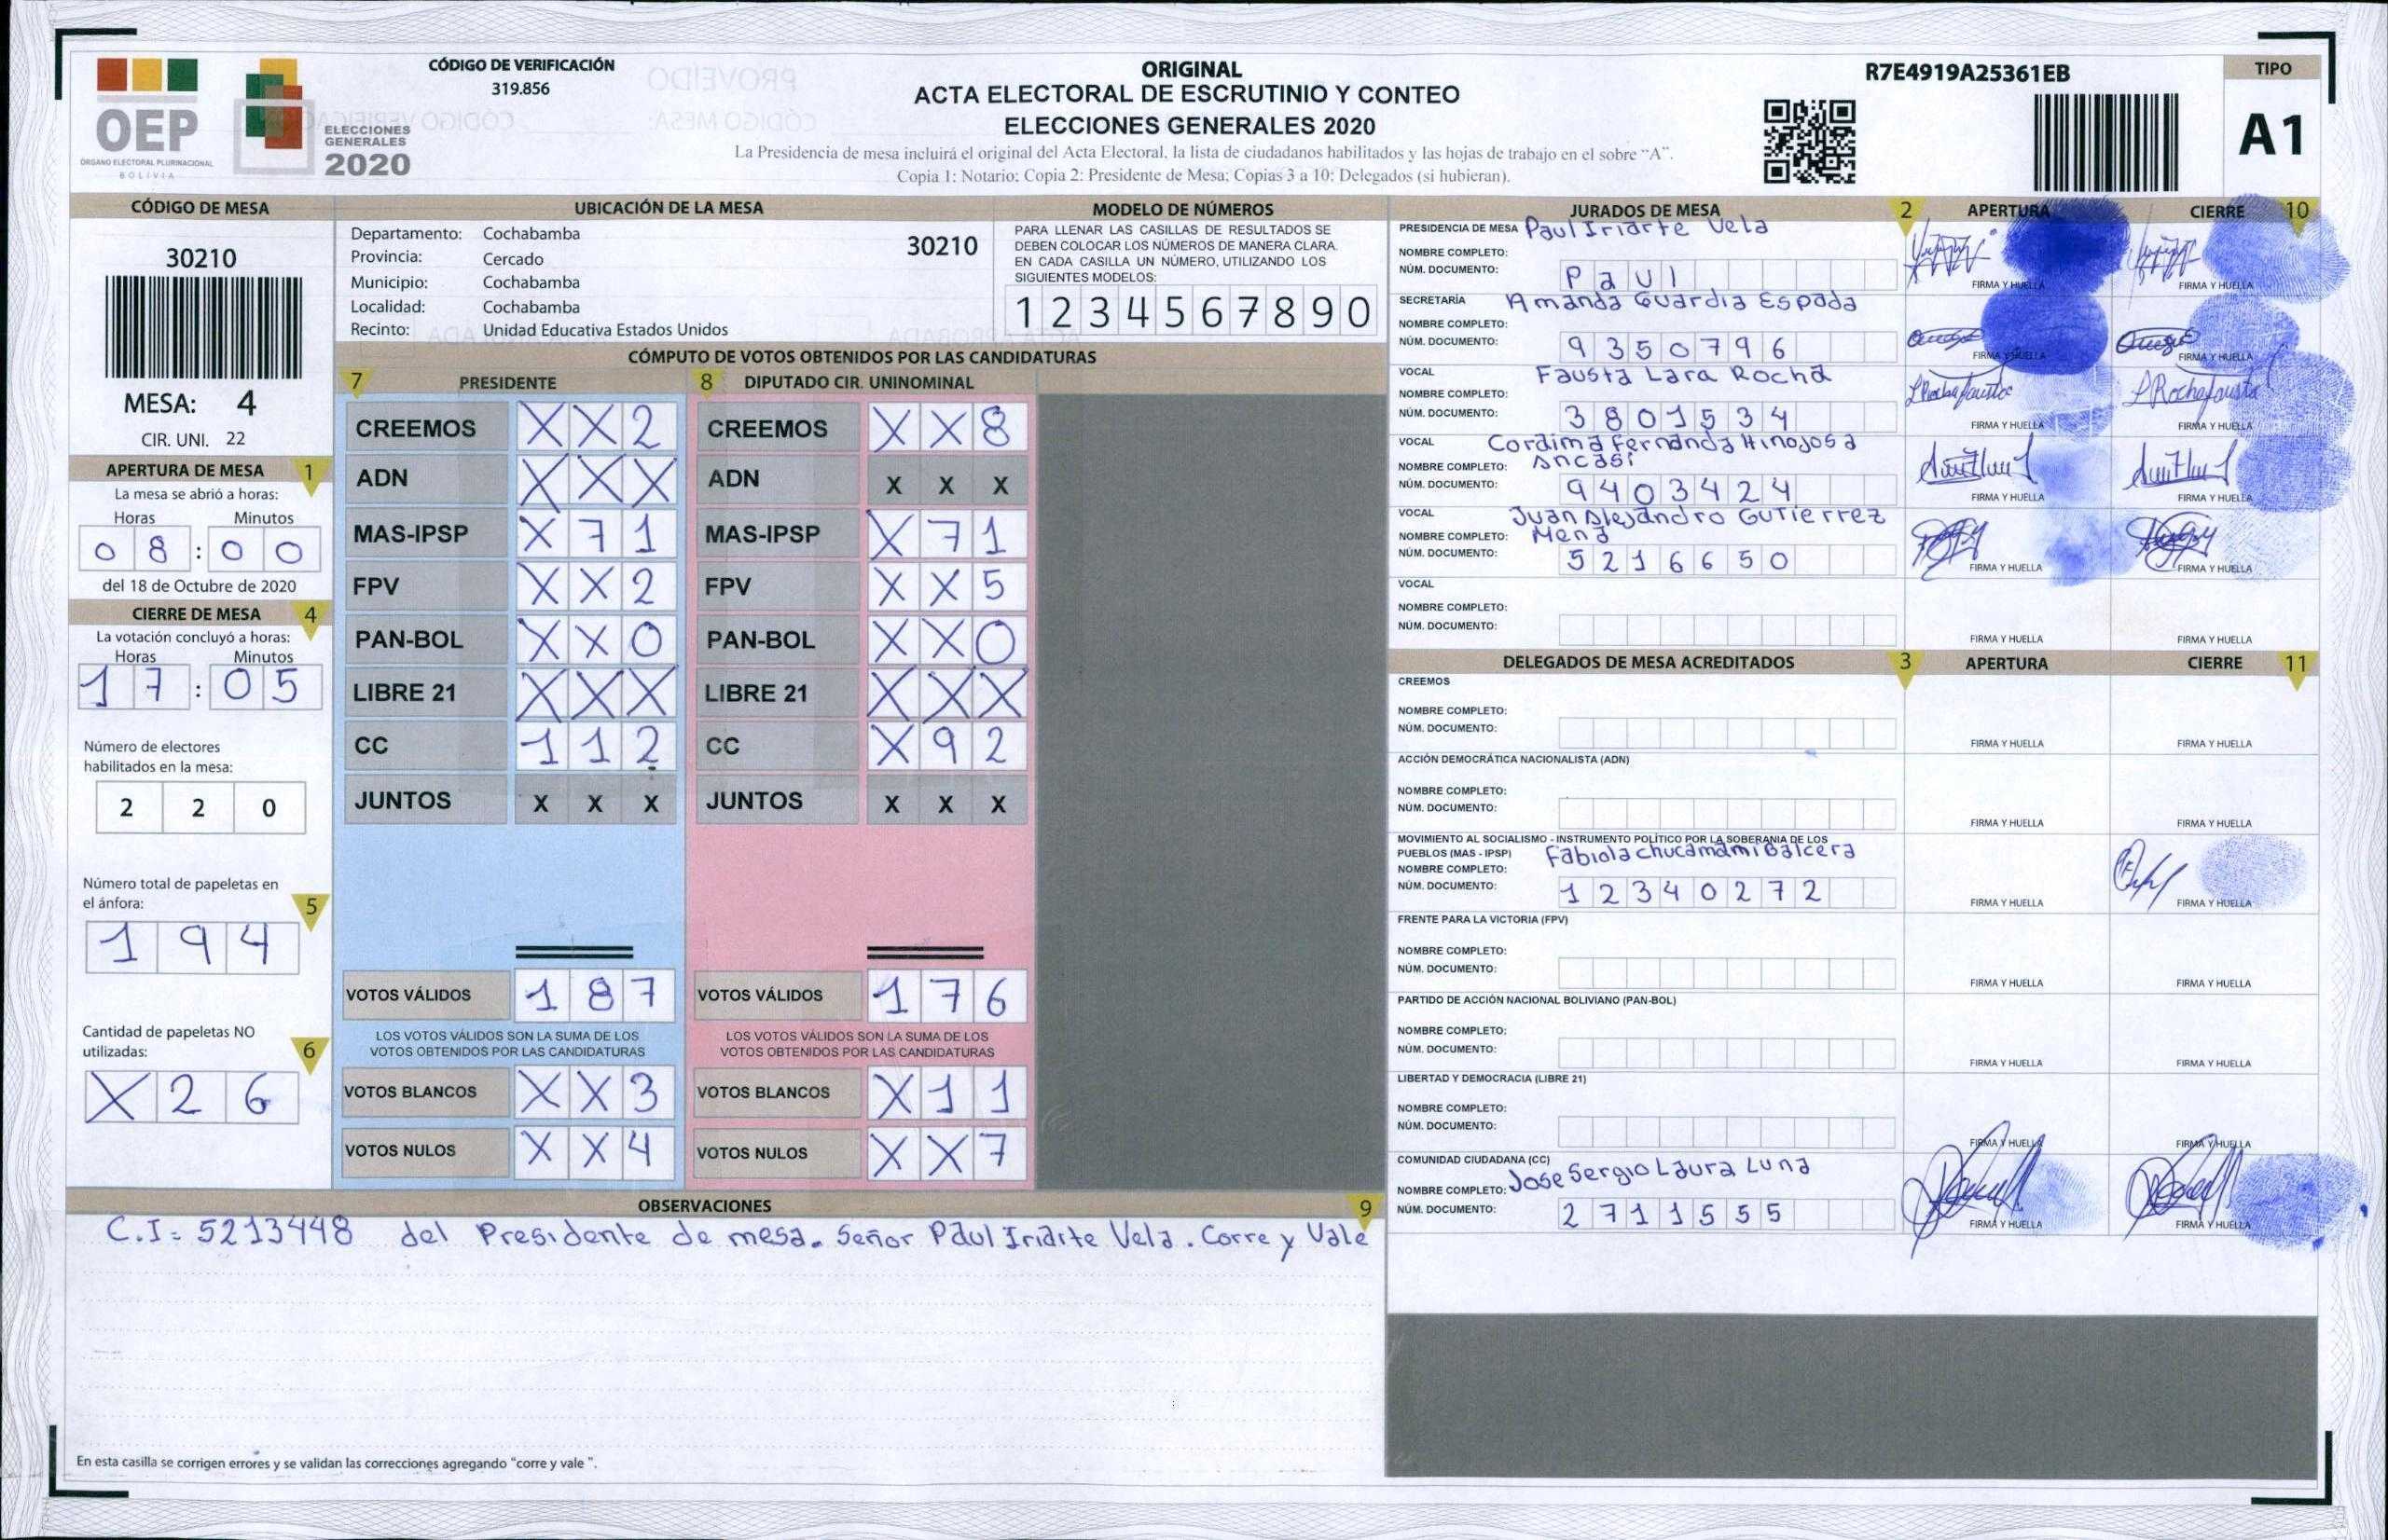 OEP
ÓRGANO ELECTORAL PLURINACIONAL
BOLIVIA
ELECCIONES
GENERALES
2020
CÓDIGO DE VERIFICACIÓN
319.856
ORIGINAL
ACTA ELECTORAL DE ESCRUTINIO Y CONTEO
ELECCIONES GENERALES 2020
La Presidencia de mesa incluirá el original del Acta Electoral, la lista de ciudadanos habilitados y las hojas de trabajo en el sobre "A".
Copia 1: Notario; Copia 2: Presidente de Mesa; Copias 3 a 10: Delegados (si hubieran).
R7E4919A25361EB
TIPO
A1
CÓDIGO DE MESA
30210
MESA: 4
CIR. UNI. 22
APERTURA DE MESA 1
La mesa se abrió a horas:
Horas Minutos
0 8 : 0 0
del 18 de Octubre de 2020
CIERRE DE MESA 4
La votación concluyó a horas:
Horas Minutos
1 7 : 0 5
Número de electores
habilitados en la mesa:
2 2 0
Número total de papeletas en
el ánfora: 5
1 9 4
Cantidad de papeletas NO
utilizadas: 6
X 2 6
UBICACIÓN DE LA MESA
Departamento: Cochabamba 30210
Provincia: Cercado
Municipio: Cochabamba
Localidad: Cochabamba
Recinto: Unidad Educativa Estados Unidos
MODELO DE NÚMEROS
PARA LLENAR LAS CASILLAS DE RESULTADOS SE
DEBEN COLOCAR LOS NÚMEROS DE MANERA CLARA.
EN CADA CASILLA UN NÚMERO, UTILIZANDO LOS
SIGUIENTES MODELOS:
1 2 3 4 5 6 7 8 9 0
CÓMPUTO DE VOTOS OBTENIDOS POR LAS CANDIDATURAS
7 PRESIDENTE 8 DIPUTADO CIR. UNINOMINAL
CREEMOS X X 2 CREEMOS X X 8
ADN X X X ADN X X X
MAS-IPSP X 7 1 MAS-IPSP X 7 1
FPV X X 2 FPV X X 5
PAN-BOL X X 0 PAN-BOL X X 0
LIBRE 21 X X X LIBRE 21 X X X
CC 1 1 2 CC X 9 2
JUNTOS X X X JUNTOS X X X
VOTOS VÁLIDOS 1 8 7 VOTOS VÁLIDOS 1 7 6
LOS VOTOS VÁLIDOS SON LA SUMA DE LOS LOS VOTOS VÁLIDOS SON LA SUMA DE LOS
VOTOS OBTENIDOS POR LAS CANDIDATURAS VOTOS OBTENIDOS POR LAS CANDIDATURAS
VOTOS BLANCOS X X 3 VOTOS BLANCOS X 1 1
VOTOS NULOS X X 4 VOTOS NULOS X X 7
OBSERVACIONES 9
C.I= 5213448 del Presidente de mesa. Señor Paul Iriarte Vela. Corre y Vale
En esta casilla se corrigen errores y se validan las correcciones agregando "corre y vale ".
JURADOS DE MESA 2 APERTURA CIERRE 10
PRESIDENCIA DE MESA Paul Iriarte Vela
NOMBRE COMPLETO:
NÚM. DOCUMENTO: P a u l
FIRMA Y HUELLA FIRMA Y HUELLA
SECRETARÍA Amanda Guardia Espada
NOMBRE COMPLETO:
NÚM. DOCUMENTO: 9 3 5 0 7 9 6
FIRMA Y HUELLA FIRMA Y HUELLA
VOCAL Fausta Lara Rocha
NOMBRE COMPLETO:
NÚM. DOCUMENTO: 3 8 0 1 5 3 4
FIRMA Y HUELLA FIRMA Y HUELLA
VOCAL Cordima Fernanda Hinojosa
NOMBRE COMPLETO: Ancasi
NÚM. DOCUMENTO: 9 4 0 3 4 2 4
FIRMA Y HUELLA FIRMA Y HUELLA
VOCAL Juan Alejandro Gutierrez
NOMBRE COMPLETO: Mena
NÚM. DOCUMENTO: 5 2 1 6 6 5 0
FIRMA Y HUELLA FIRMA Y HUELLA
VOCAL
NOMBRE COMPLETO:
NÚM. DOCUMENTO:
FIRMA Y HUELLA FIRMA Y HUELLA
DELEGADOS DE MESA ACREDITADOS 3 APERTURA CIERRE 11
CREEMOS
NOMBRE COMPLETO:
NÚM. DOCUMENTO:
FIRMA Y HUELLA FIRMA Y HUELLA
ACCIÓN DEMOCRÁTICA NACIONALISTA (ADN)
NOMBRE COMPLETO:
NÚM. DOCUMENTO:
FIRMA Y HUELLA FIRMA Y HUELLA
MOVIMIENTO AL SOCIALISMO - INSTRUMENTO POLÍTICO POR LA SOBERANIA DE LOS
PUEBLOS (MAS - IPSP) Fabiola Chucamami Balcera
NOMBRE COMPLETO:
NÚM. DOCUMENTO: 1 2 3 4 0 2 7 2
FIRMA Y HUELLA FIRMA Y HUELLA
FRENTE PARA LA VICTORIA (FPV)
NOMBRE COMPLETO:
NÚM. DOCUMENTO:
FIRMA Y HUELLA FIRMA Y HUELLA
PARTIDO DE ACCIÓN NACIONAL BOLIVIANO (PAN-BOL)
NOMBRE COMPLETO:
NÚM. DOCUMENTO:
FIRMA Y HUELLA FIRMA Y HUELLA
LIBERTAD Y DEMOCRACIA (LIBRE 21)
NOMBRE COMPLETO:
NÚM. DOCUMENTO:
FIRMA Y HUELLA FIRMA Y HUELLA
COMUNIDAD CIUDADANA (CC)
NOMBRE COMPLETO: Jose Sergio Laura Luna
NÚM. DOCUMENTO: 2 7 1 1 5 5 5
FIRMA Y HUELLA FIRMA Y HUELLA